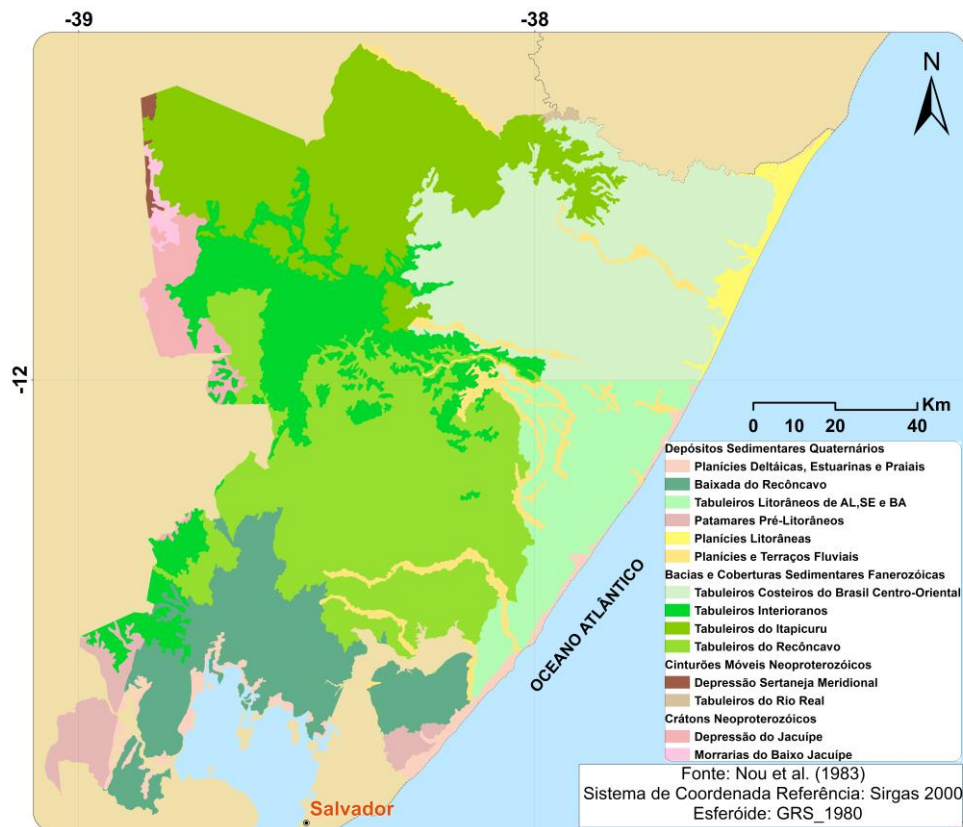 -39
-38
N
-12
Km
0 10 20 40
Depósitos Sedimentares Quaternários
Planícies Deltáicas, Estuarinas e Praiais
Baixada do Recôncavo
Tabuleiros Litorâneos de AL,SE e BA
Patamares Pré-Litorâneos
Planícies Litorâneas
Planícies e Terraços Fluviais
Bacias e Coberturas Sedimentares Fanerozóicas
Tabuleiros Costeiros do Brasil Centro-Oriental
Tabuleiros Interioranos
Tabuleiros do Itapicuru
Tabuleiros do Recôncavo
Cinturões Móveis Neoproterozóicos
Depressão Sertaneja Meridional
Tabuleiros do Rio Real
Crátons Neoproterozóicos
Depressão do Jacuípe
Morrarias do Baixo Jacuípe
OCEANO ATLÂNTICO
Fonte: Nou et al. (1983)
Sistema de Coordenada Referência: Sirgas 2000
Esferóide: GRS_1980
Salvador